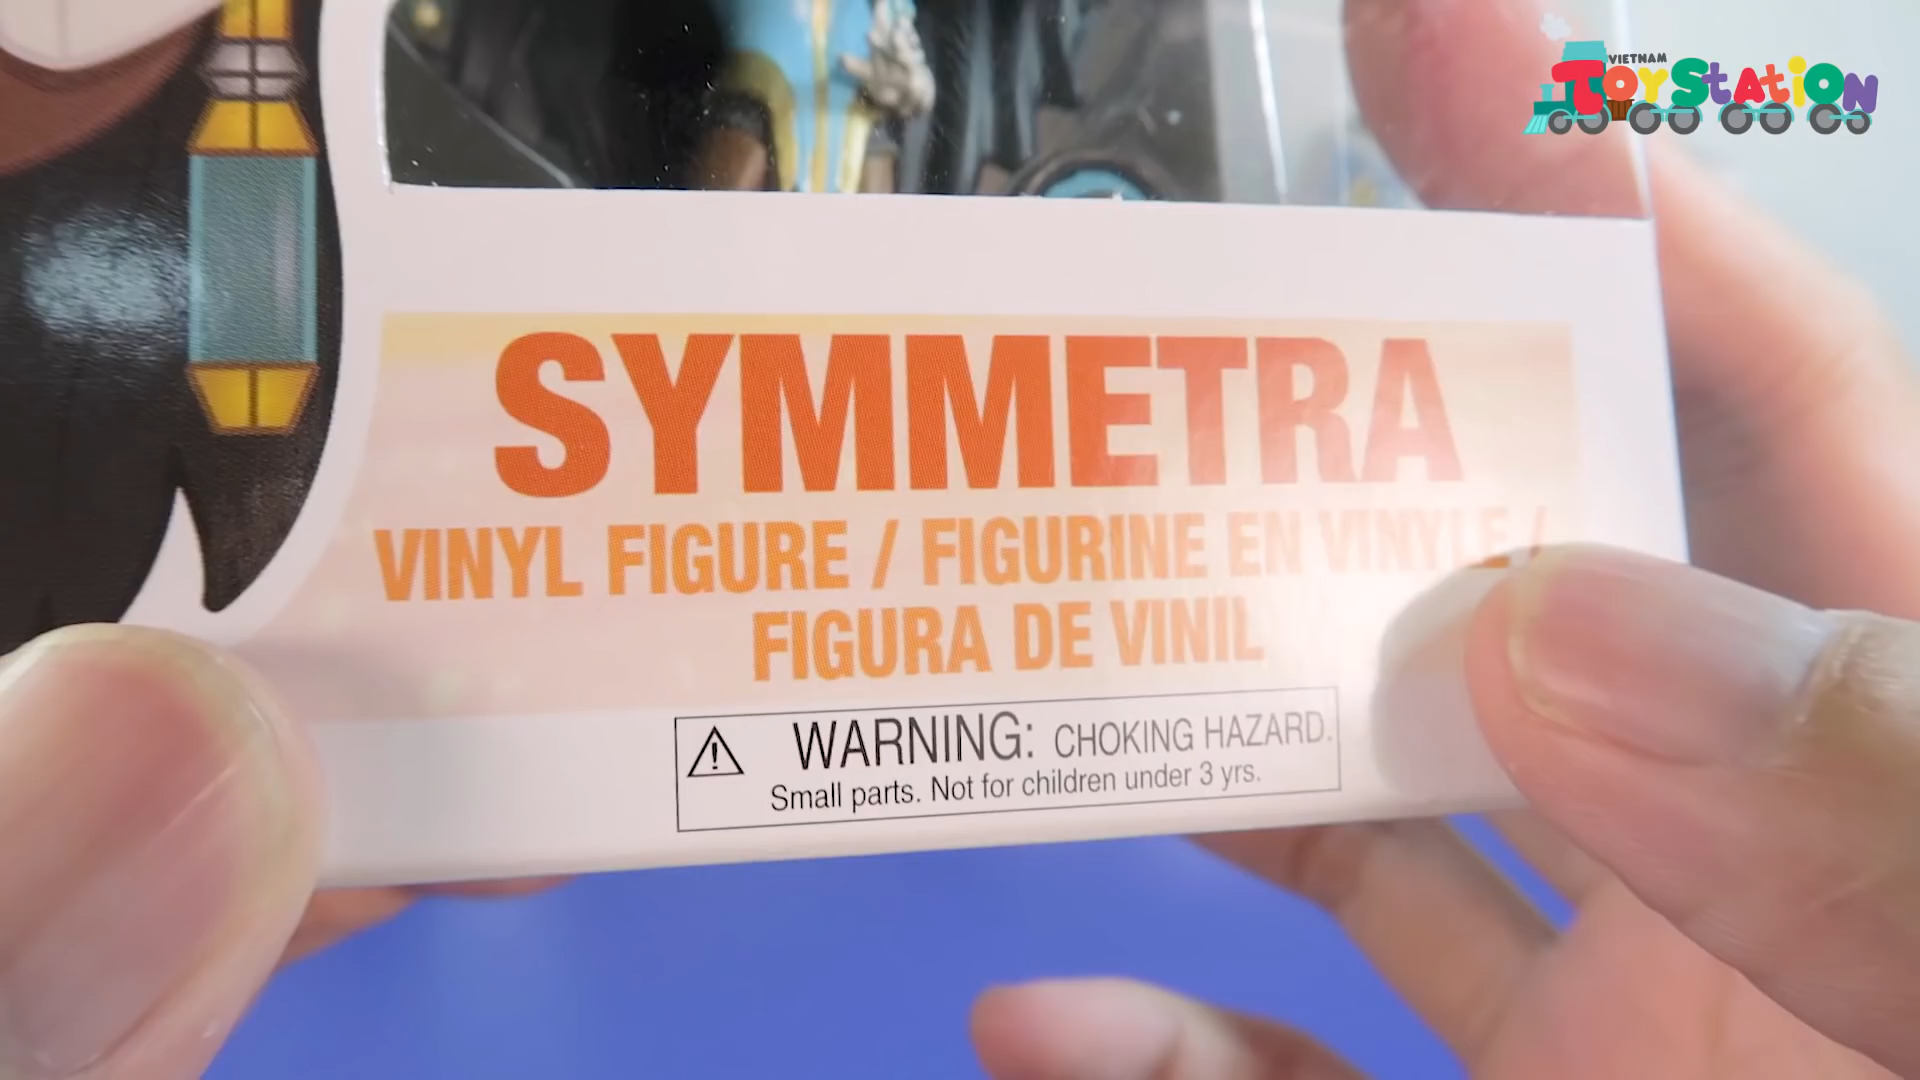 VIETNAM
TOYSTATION
SYMMETRA
VINYL FIGURE / FIGURINE EN VINYLE /
FIGURA DE VINIL
WARNING: CHOKING HAZARD.
Small parts. Not for children under 3 yrs.